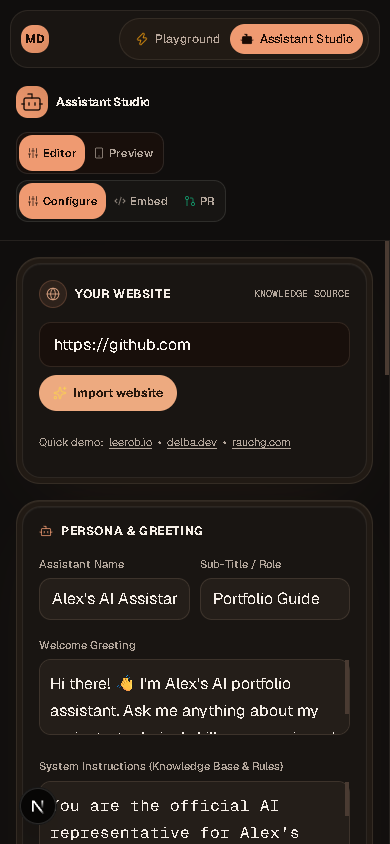 MD
Playground
Assistant Studio
Assistant Studio
Editor
Preview
Configure
Embed
PR
YOUR WEBSITE
KNOWLEDGE SOURCE
https://github.com
Import website
Quick demo: leerob.io • delba.dev • rauchg.com
PERSONA & GREETING
Assistant Name
Sub-Title / Role
Alex's AI Assistar
Portfolio Guide
Welcome Greeting
Hi there! 👋 I'm Alex's AI portfolio
assistant. Ask me anything about my
System Instructions (Knowledge Base & Rules)
You are the official AI
representative for Alex's
N